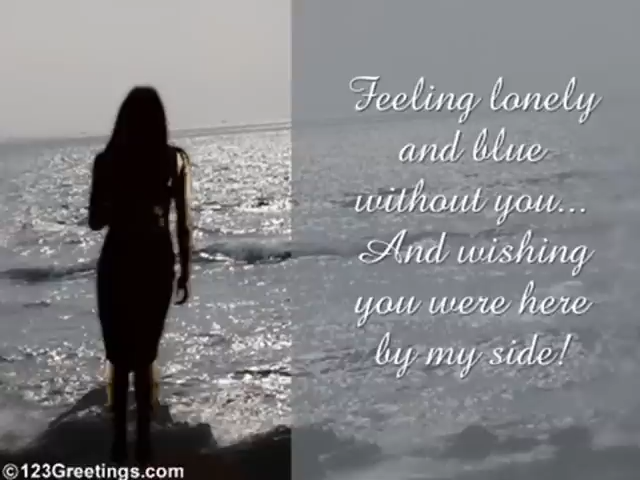 Feeling lonely
and blue
without you...
And wishing
you were here
by my side!
©123Greetings.com